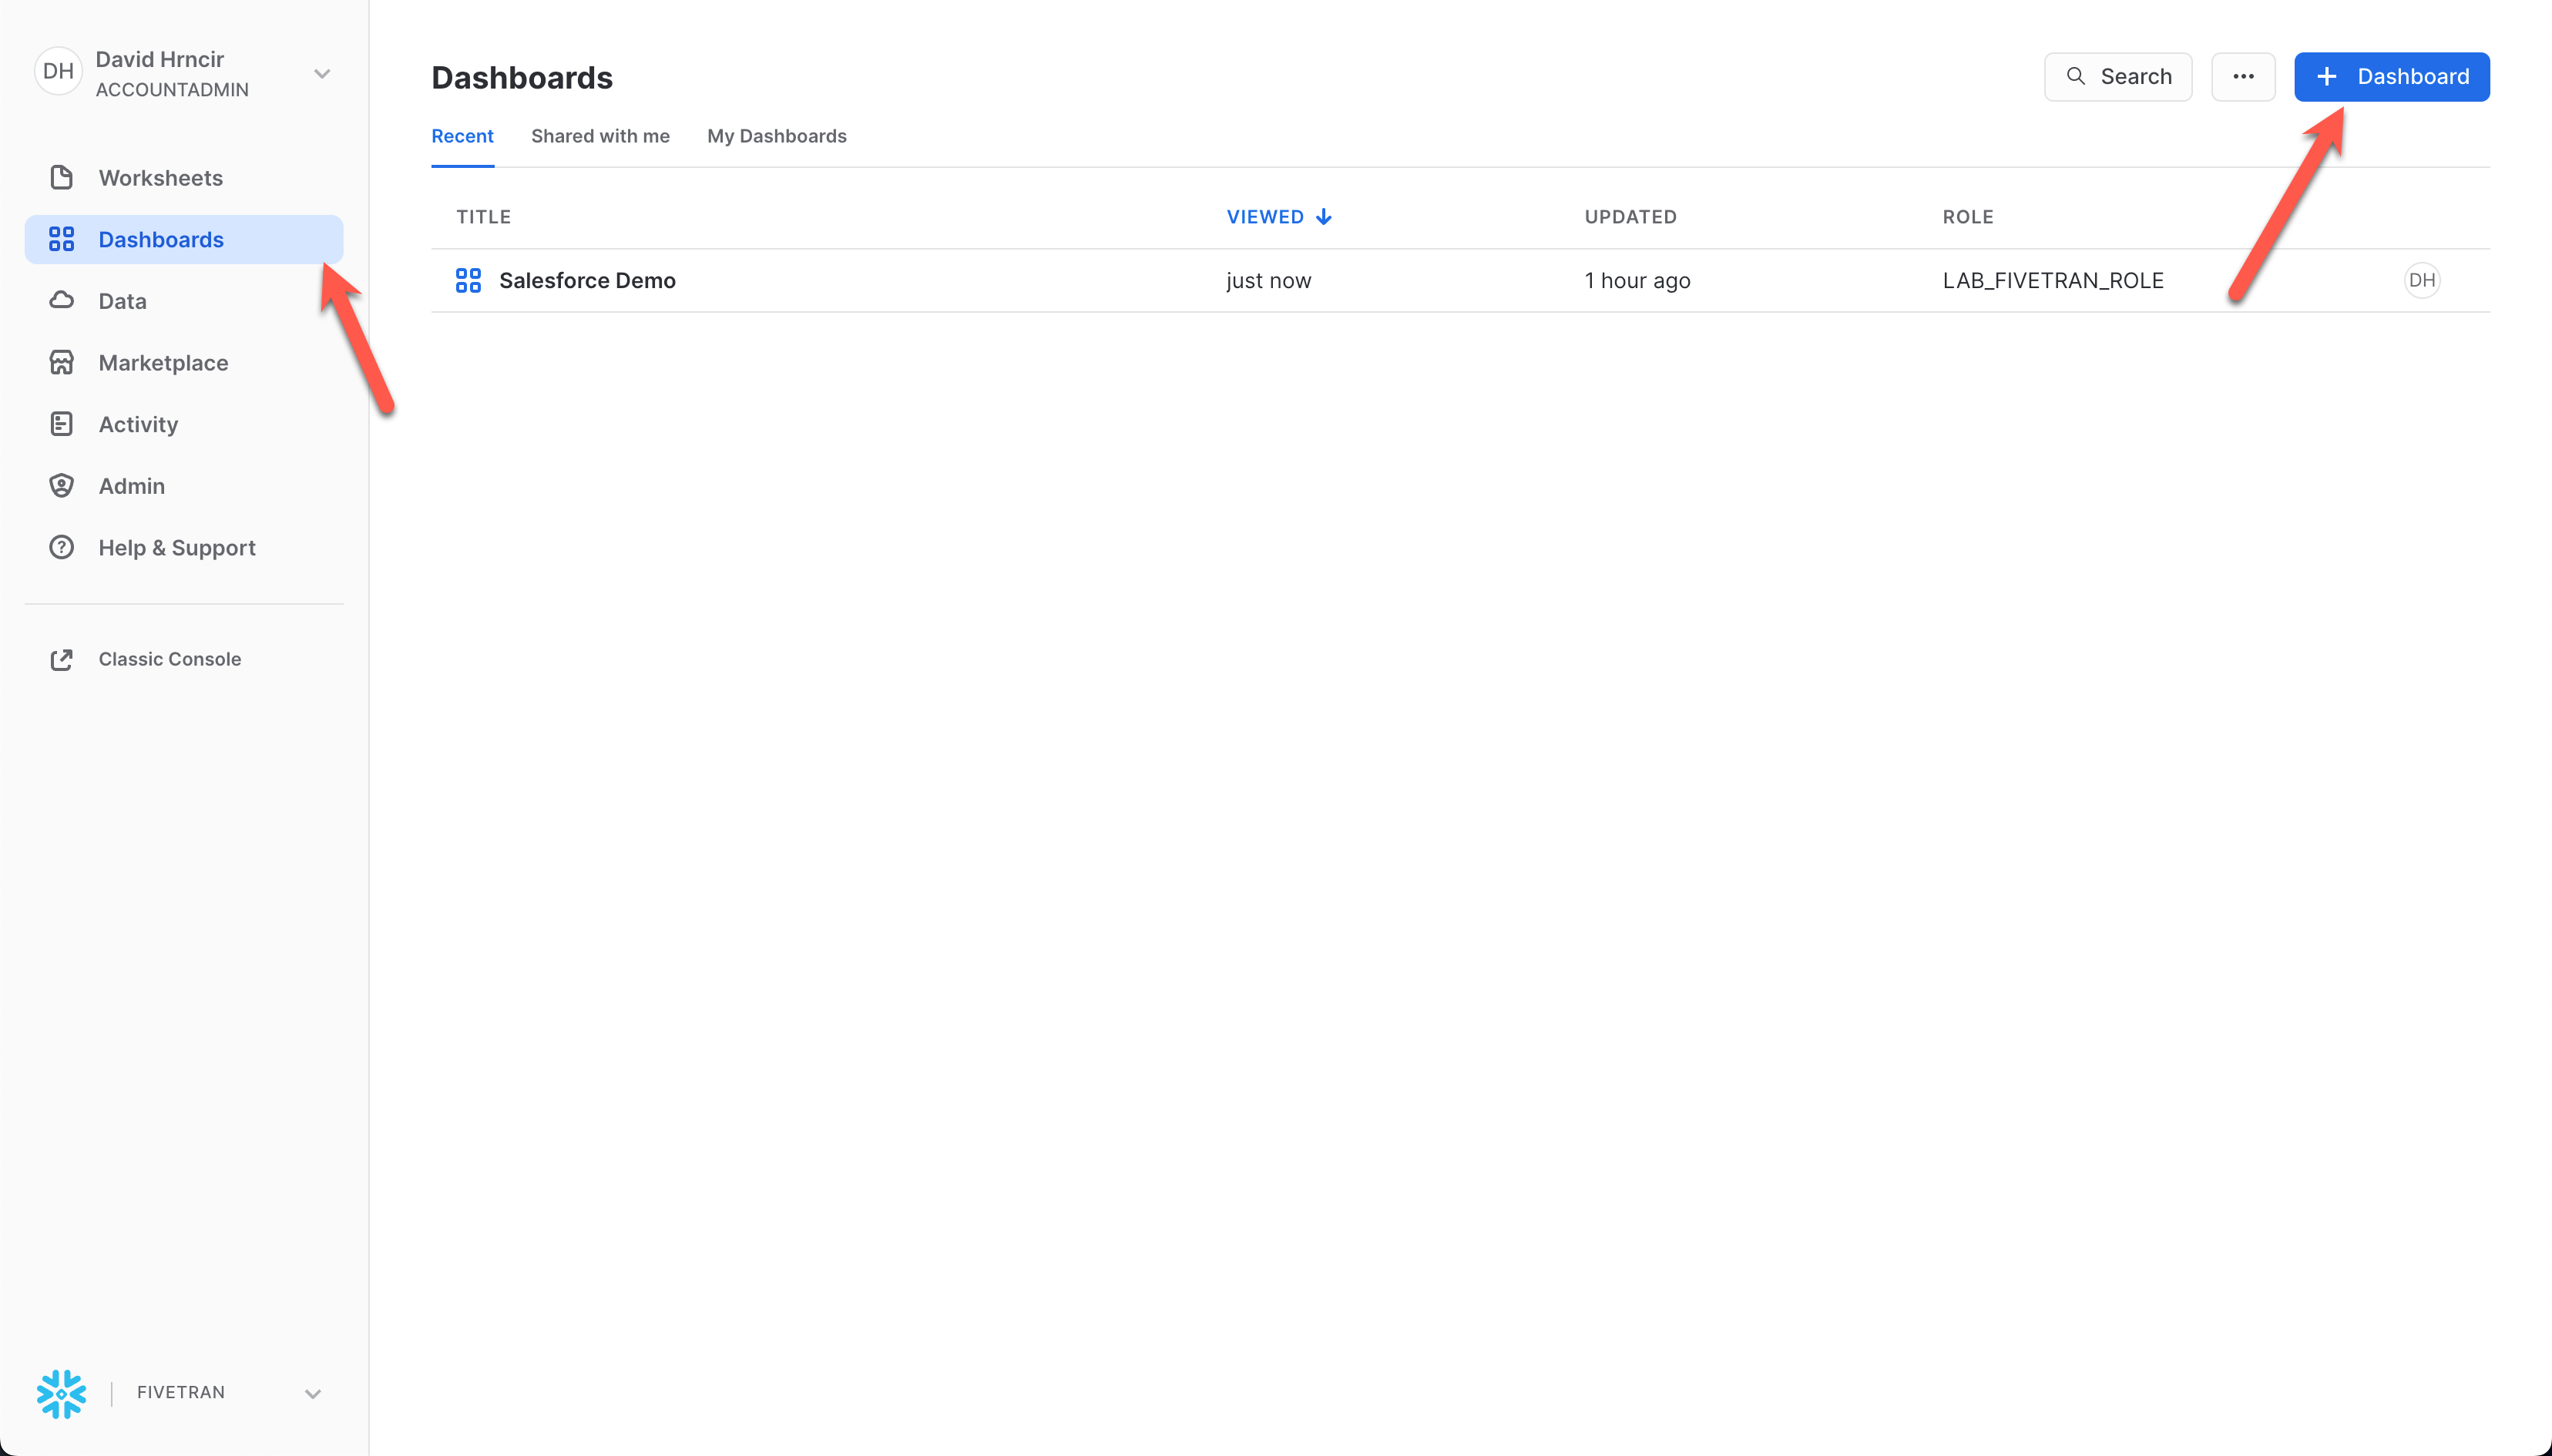 DH
David Hrncir
ACCOUNTADMIN
Worksheets
Dashboards
Data
Marketplace
Activity
Admin
Help & Support
Classic Console
FIVETRAN
Dashboards
Search
Dashboard
Recent Shared with me My Dashboards
TITLE VIEWED UPDATED ROLE
Salesforce Demo just now 1 hour ago LAB_FIVETRAN_ROLE DH